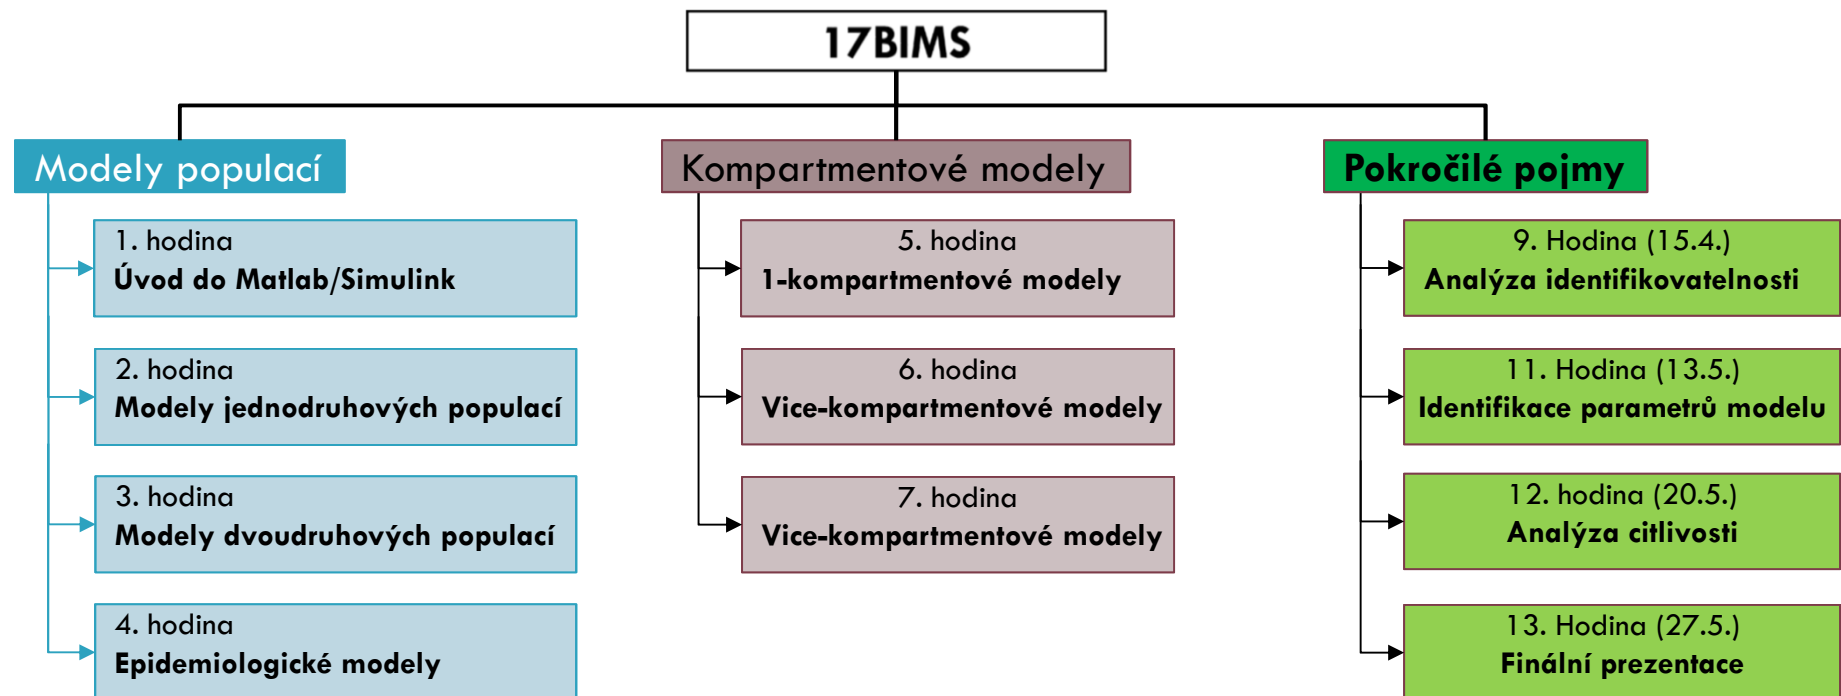 17BIMS
Modely populací
1. hodina
Úvod do Matlab/Simulink
2. hodina
Modely jednodruhových populací
3. hodina
Modely dvoudruhových populací
4. hodina
Epidemiologické modely
Kompartmentové modely
5. hodina
1-kompartmentové modely
6. hodina
Vice-kompartmentové modely
7. hodina
Vice-kompartmentové modely
Pokročilé pojmy
9. Hodina (15.4.)
Analýza identifikovatelnosti
11. Hodina (13.5.)
Identifikace parametrů modelu
12. hodina (20.5.)
Analýza citlivosti
13. Hodina (27.5.)
Finální prezentace